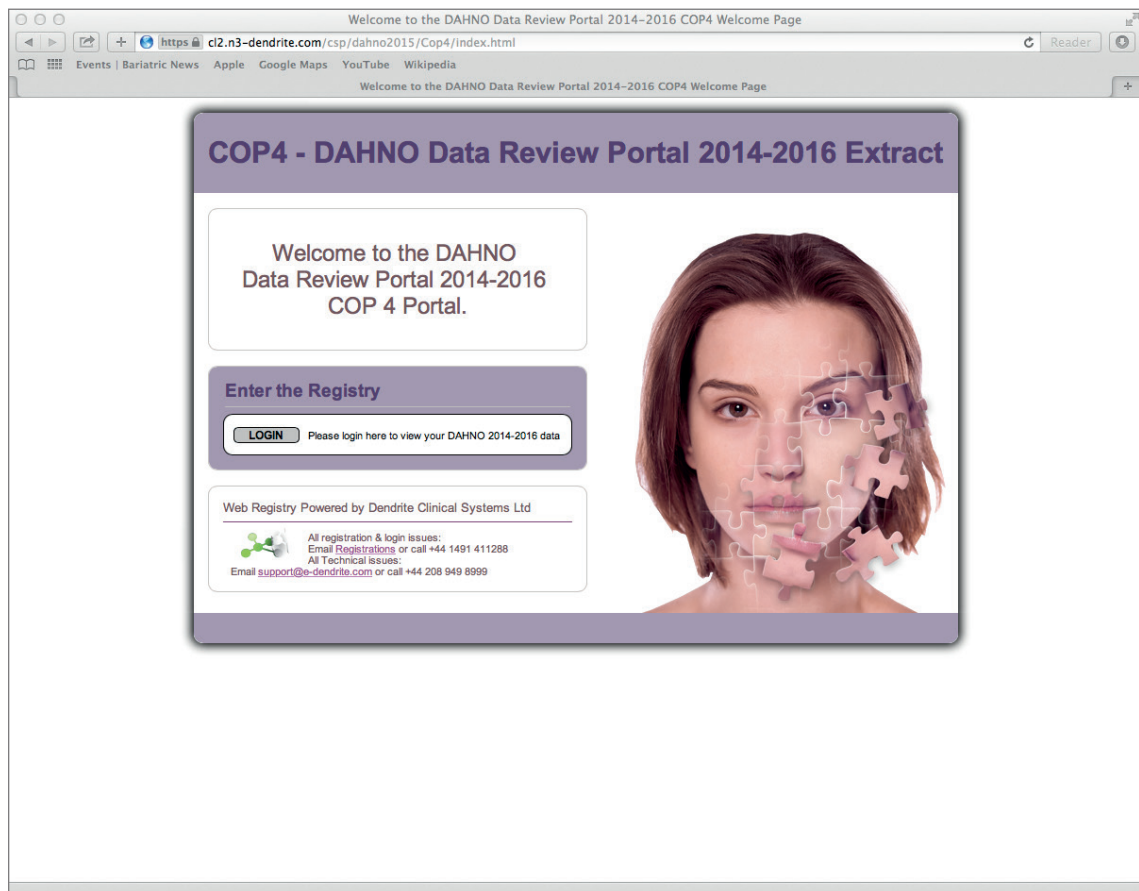 Welcome to the DAHNO Data Review Portal 2014–2016 COP4 Welcome Page
https cl2.n3-dendrite.com/csp/dahno2015/Cop4/index.html
Reader
Events | Bariatric News Apple Google Maps YouTube Wikipedia
Welcome to the DAHNO Data Review Portal 2014–2016 COP4 Welcome Page
COP4 - DAHNO Data Review Portal 2014-2016 Extract
Welcome to the DAHNO
Data Review Portal 2014-2016
COP 4 Portal.
Enter the Registry
LOGIN Please login here to view your DAHNO 2014-2016 data
Web Registry Powered by Dendrite Clinical Systems Ltd
All registration & login issues:
Email Registrations or call +44 1491 411288
All Technical issues:
Email support@e-dendrite.com or call +44 208 949 8999